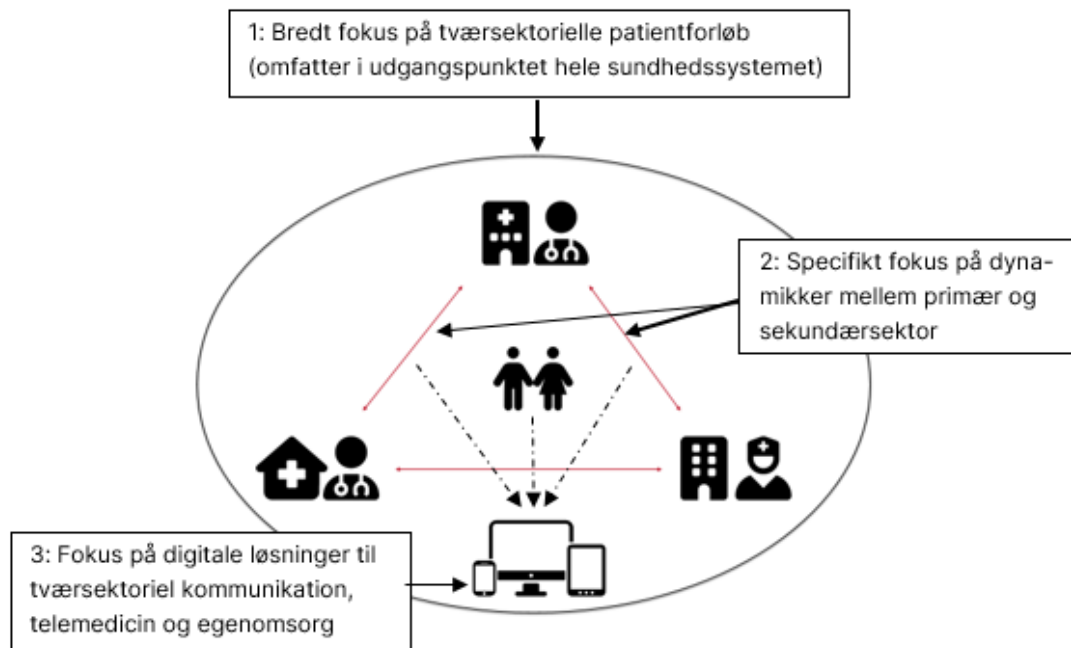 1: Bredt fokus på tværsektorielle patientforløb
(omfatter i udgangspunktet hele sundhedssystemet)
2: Specifikt fokus på dyna-
mikker mellem primær og
sekundærsektor
3: Fokus på digitale løsninger til
tværsektoriel kommunikation,
telemedicin og egenomsorg